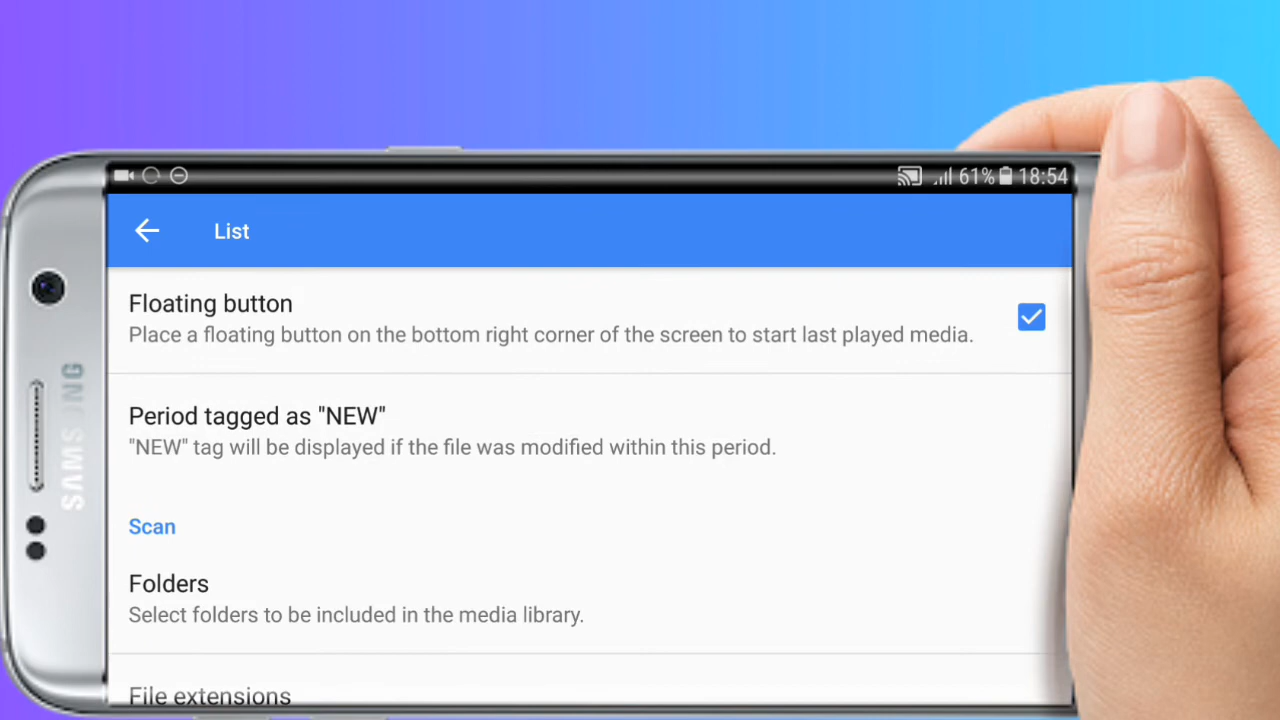 61% 18:54
List
Floating button
Place a floating button on the bottom right corner of the screen to start last played media.
Period tagged as "NEW"
"NEW" tag will be displayed if the file was modified within this period.
Scan
Folders
Select folders to be included in the media library.
File extensions
SAMSUNG